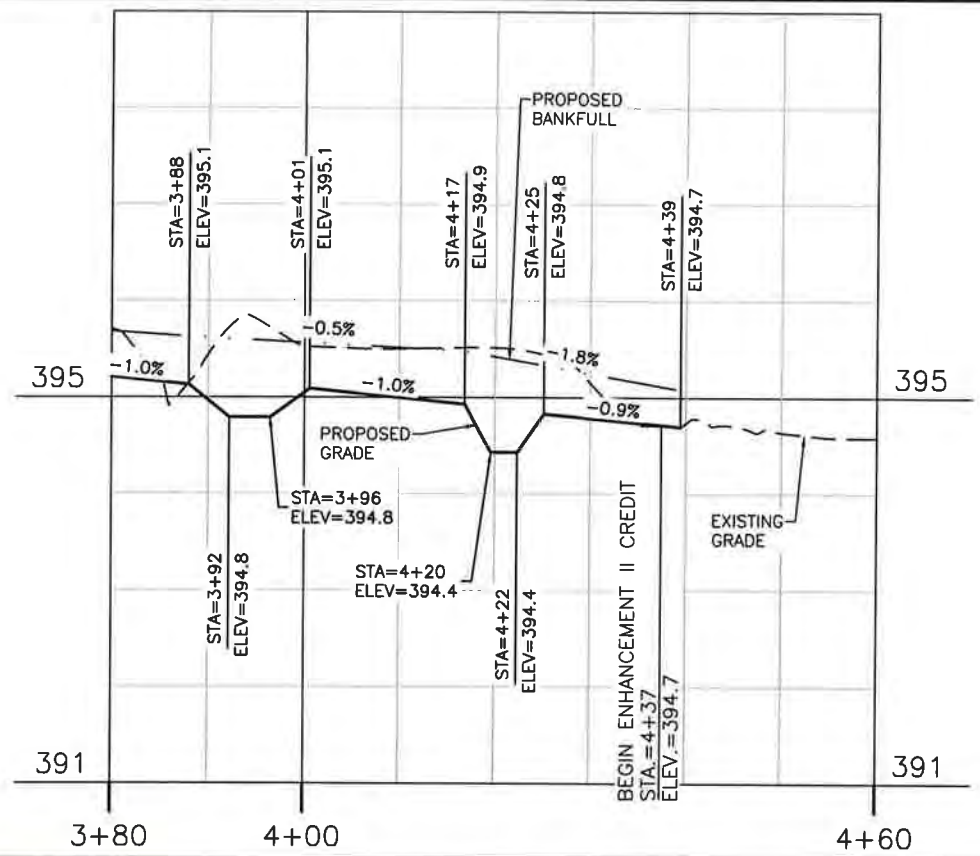 PROPOSED
BANKFULL
STA=3+88
ELEV=395.1
STA=4+01
ELEV=395.1
STA=4+17
ELEV=394.9
STA=4+25
ELEV=394.8
STA=4+39
ELEV=394.7
-0.5%
-1.8%
-1.0%
-1.0%
-0.9%
395
395
PROPOSED
GRADE
STA=3+96
ELEV=394.8
EXISTING
GRADE
STA=3+92
ELEV=394.8
STA=4+20
ELEV=394.4
STA=4+22
ELEV=394.4
BEGIN ENHANCEMENT II CREDIT
STA.=4+37
ELEV.=394.7
391
391
3+80
4+00
4+60